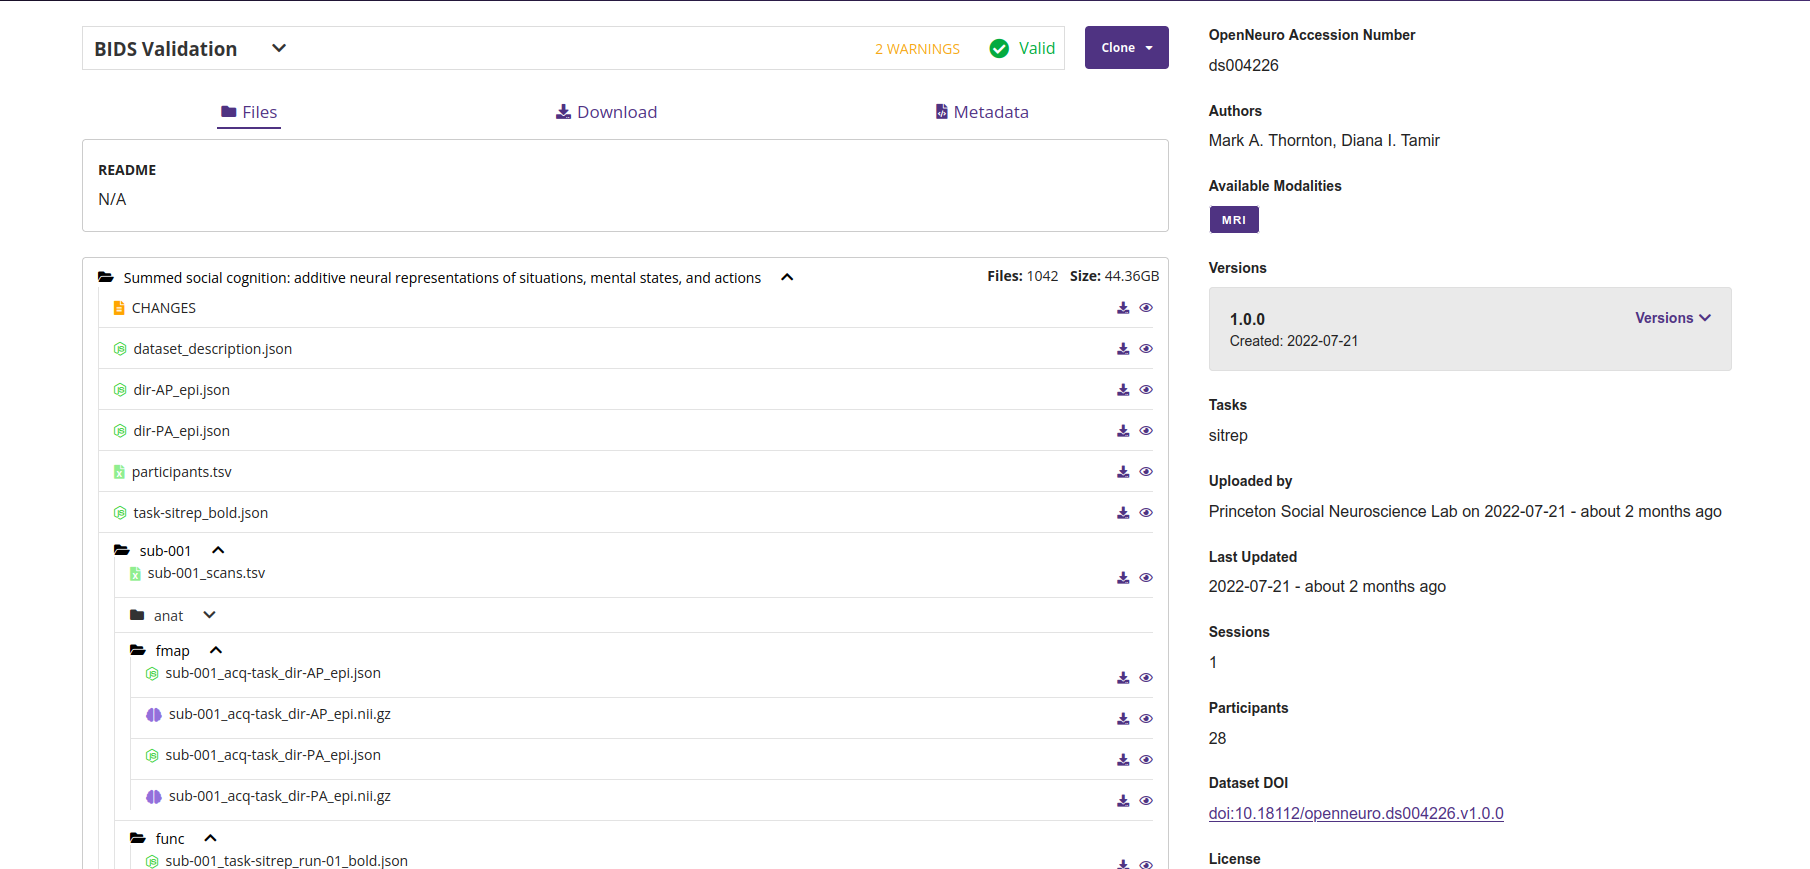 BIDS Validation
2 WARNINGS
Valid
Clone
Files
Download
Metadata
README
N/A
Summed social cognition: additive neural representations of situations, mental states, and actions
Files: 1042 Size: 44.36GB
CHANGES
dataset_description.json
dir-AP_epi.json
dir-PA_epi.json
participants.tsv
task-sitrep_bold.json
sub-001
sub-001_scans.tsv
anat
fmap
sub-001_acq-task_dir-AP_epi.json
sub-001_acq-task_dir-AP_epi.nii.gz
sub-001_acq-task_dir-PA_epi.json
sub-001_acq-task_dir-PA_epi.nii.gz
func
sub-001_task-sitrep_run-01_bold.json
OpenNeuro Accession Number
ds004226
Authors
Mark A. Thornton, Diana I. Tamir
Available Modalities
MRI
Versions
1.0.0
Versions
Created: 2022-07-21
Tasks
sitrep
Uploaded by
Princeton Social Neuroscience Lab on 2022-07-21 - about 2 months ago
Last Updated
2022-07-21 - about 2 months ago
Sessions
1
Participants
28
Dataset DOI
doi:10.18112/openneuro.ds004226.v1.0.0
License